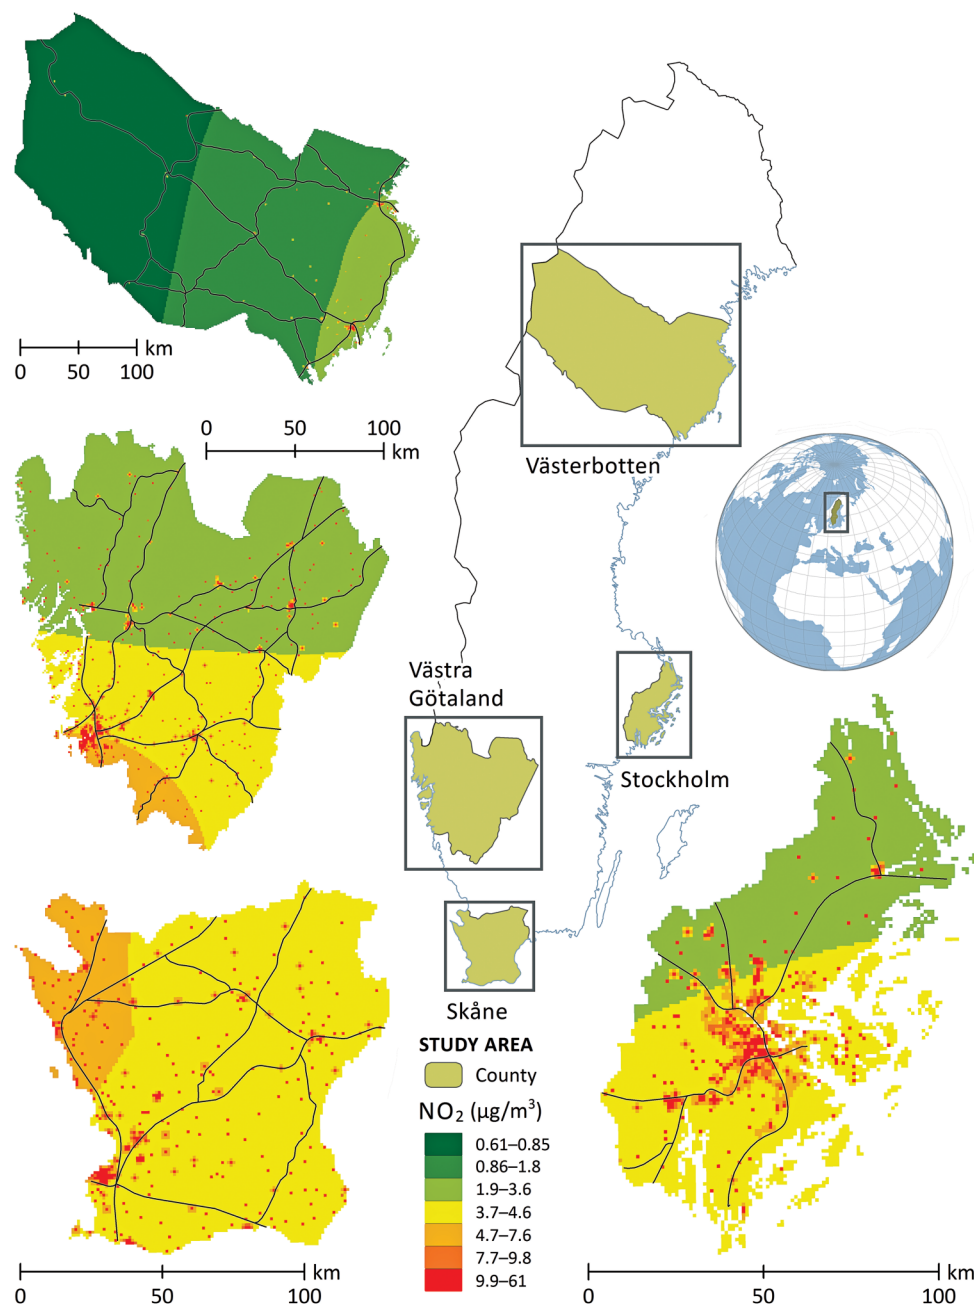 km
0 50 100
0 50 100
km
Västerbotten
Västra
Götaland
Stockholm
Skåne
STUDY AREA
County
NO₂ (µg/m³)
0.61–0.85
0.86–1.8
1.9–3.6
3.7–4.6
4.7–7.6
7.7–9.8
9.9–61
km
0 50 100
km
0 50 100